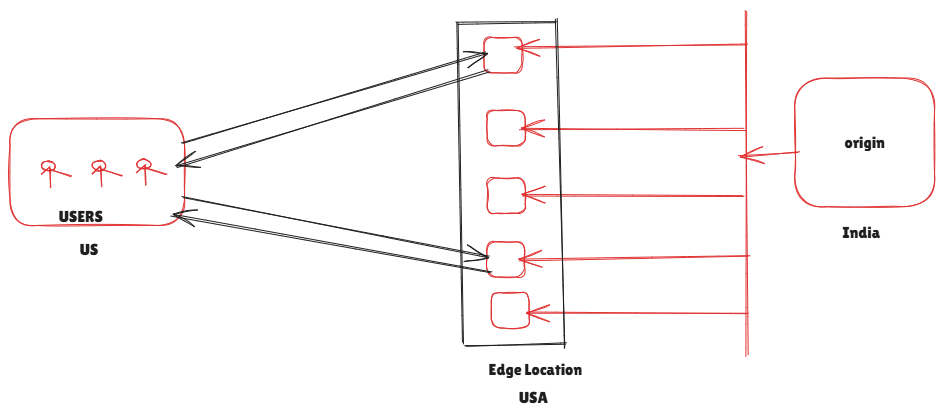 USERS
US
Edge Location
USA
origin
India